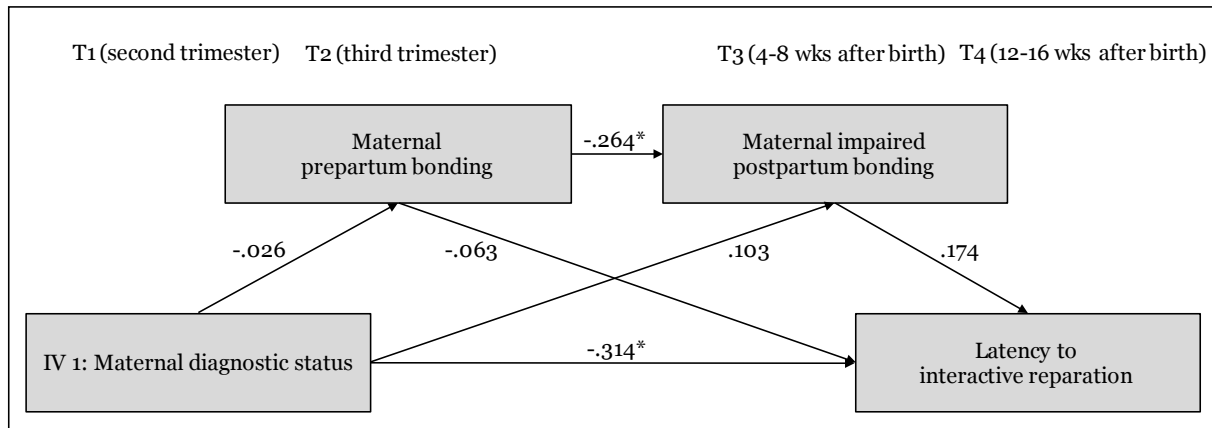 T1 (second trimester) T2 (third trimester) T3 (4-8 wks after birth) T4 (12-16 wks after birth)
Maternal
prepartum bonding
-.264*
Maternal impaired
postpartum bonding
-.026
-.063
.103
.174
IV 1: Maternal diagnostic status
-.314*
Latency to
interactive reparation